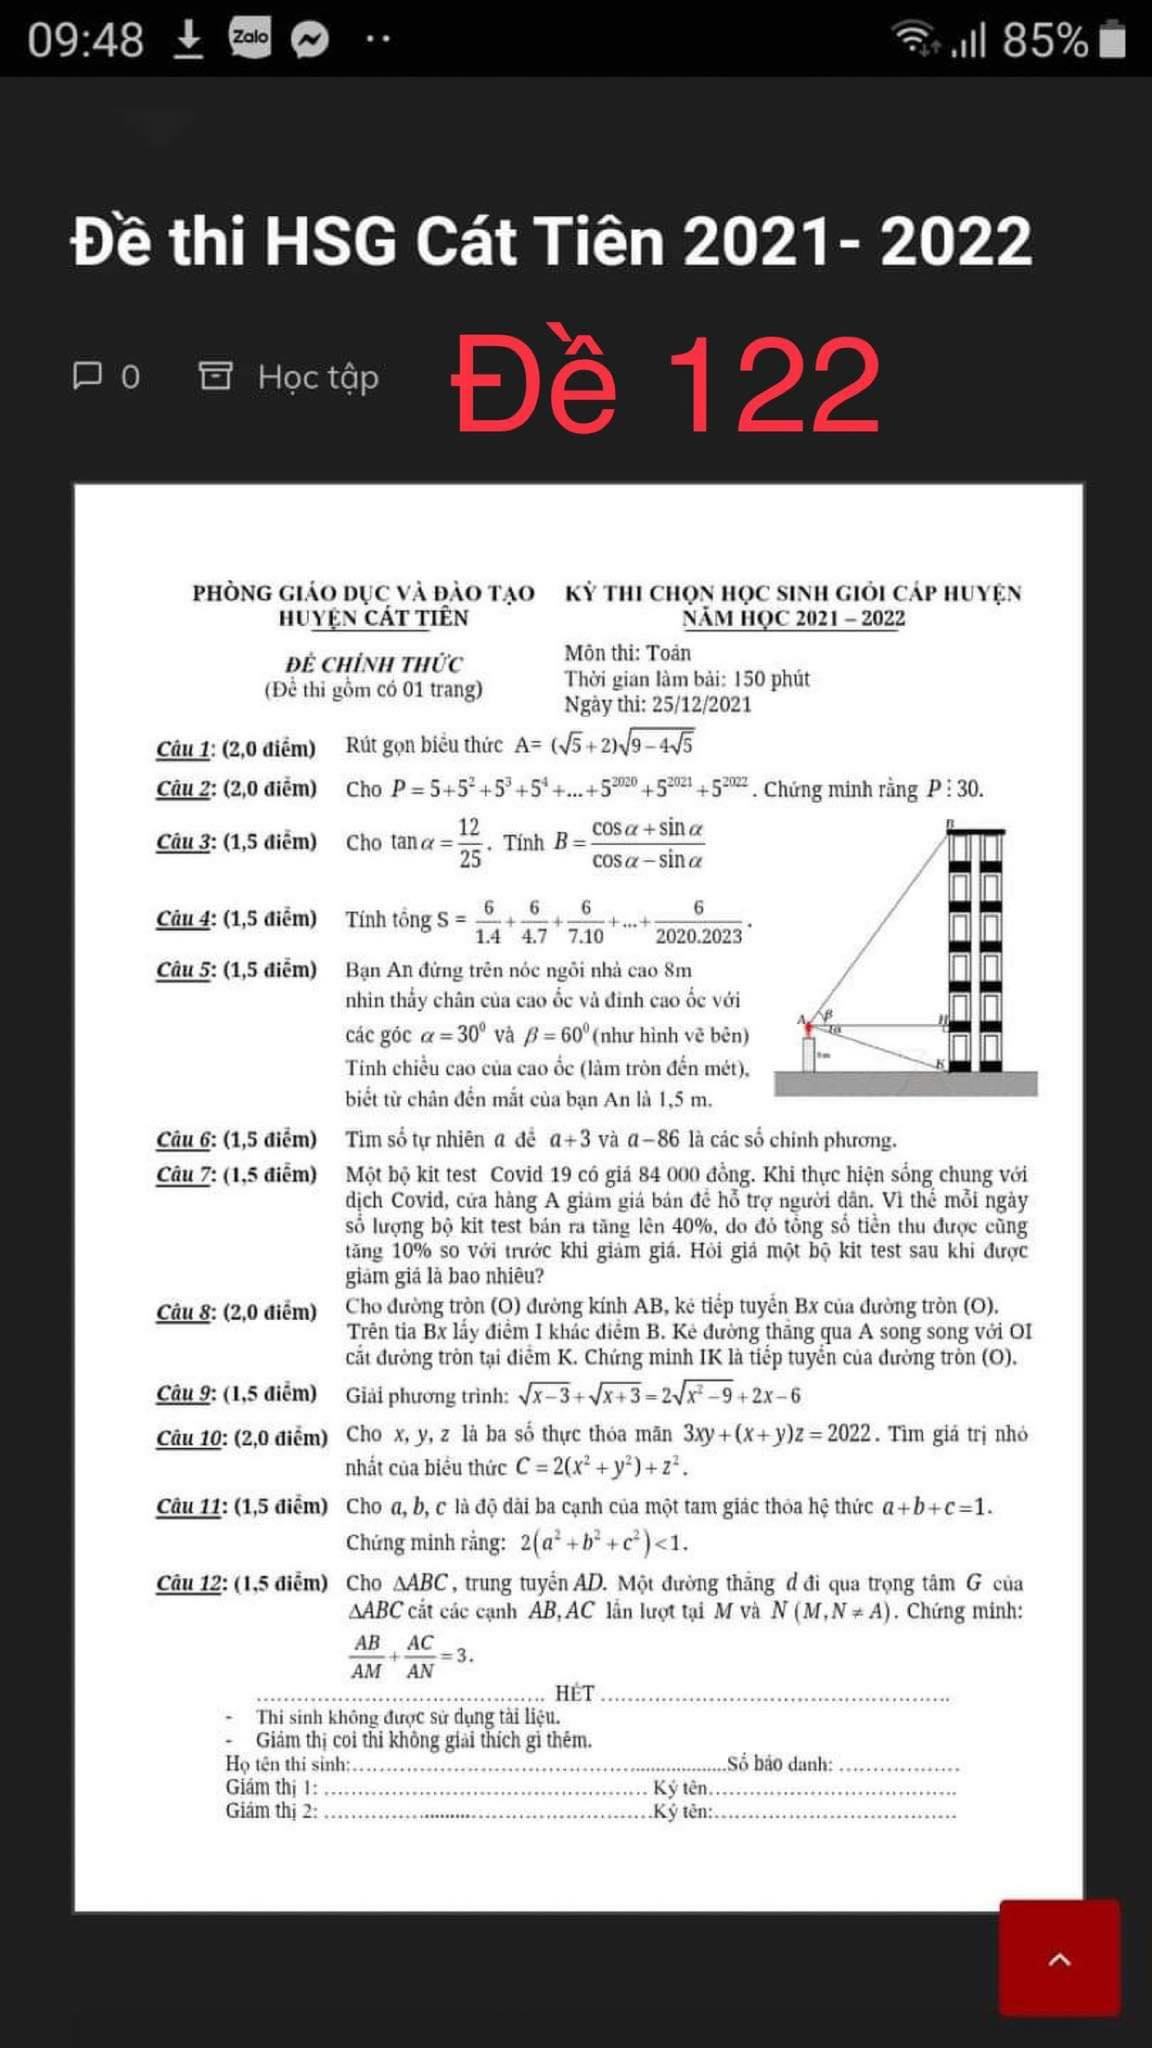 09:48 Zalo 85%
Đề thi HSG Cát Tiên 2021- 2022
0 Học tập Đề 122
PHÒNG GIÁO DỤC VÀ ĐÀO TẠO KỲ THI CHỌN HỌC SINH GIỎI CẤP HUYỆN
HUYỆN CÁT TIÊN NĂM HỌC 2021 – 2022
ĐỀ CHÍNH THỨC Môn thi: Toán
(Đề thi gồm có 01 trang) Thời gian làm bài: 150 phút
Ngày thi: 25/12/2021
Câu 1: (2,0 điểm) Rút gọn biểu thức A= (√5+2)√(9−4√5)
Câu 2: (2,0 điểm) Cho P = 5+5²+5³+5⁴+...+5²⁰²⁰+5²⁰²¹+5²⁰²². Chứng minh rằng P⋮30.
Câu 3: (1,5 điểm) Cho tan α = 12/25. Tính B = (cos α + sin α)/(cos α − sin α)
Câu 4: (1,5 điểm) Tính tổng S = 6/1.4 + 6/4.7 + 6/7.10 + ... + 6/2020.2023.
Câu 5: (1,5 điểm) Bạn An đứng trên nóc ngôi nhà cao 8m
nhìn thấy chân của cao ốc và đỉnh cao ốc với
các góc α = 30⁰ và β = 60⁰ (như hình vẽ bên)
Tính chiều cao của cao ốc (làm tròn đến mét),
biết từ chân đến mắt của bạn An là 1,5 m.
B
A β H
α
8m K
Câu 6: (1,5 điểm) Tìm số tự nhiên a để a+3 và a−86 là các số chính phương.
Câu 7: (1,5 điểm) Một bộ kit test Covid 19 có giá 84 000 đồng. Khi thực hiện sống chung với
dịch Covid, cửa hàng A giảm giá bán để hỗ trợ người dân. Vì thế mỗi ngày
số lượng bộ kit test bán ra tăng lên 40%, do đó tổng số tiền thu được cũng
tăng 10% so với trước khi giảm giá. Hỏi giá một bộ kit test sau khi được
giảm giá là bao nhiêu?
Câu 8: (2,0 điểm) Cho đường tròn (O) đường kính AB, kẻ tiếp tuyến Bx của đường tròn (O).
Trên tia Bx lấy điểm I khác điểm B. Kẻ đường thẳng qua A song song với OI
cắt đường tròn tại điểm K. Chứng minh IK là tiếp tuyến của đường tròn (O).
Câu 9: (1,5 điểm) Giải phương trình: √(x−3)+√(x+3)=2√(x²−9)+2x−6
Câu 10: (2,0 điểm) Cho x, y, z là ba số thực thỏa mãn 3xy+(x+y)z=2022. Tìm giá trị nhỏ
nhất của biểu thức C = 2(x²+y²)+z².
Câu 11: (1,5 điểm) Cho a, b, c là độ dài ba cạnh của một tam giác thỏa hệ thức a+b+c=1.
Chứng minh rằng: 2(a²+b²+c²)<1.
Câu 12: (1,5 điểm) Cho ΔABC, trung tuyến AD. Một đường thẳng d đi qua trọng tâm G của
ΔABC cắt các cạnh AB, AC lần lượt tại M và N (M,N ≠ A). Chứng minh:
AB/AM + AC/AN = 3.
........................................ HẾT ........................................
- Thí sinh không được sử dụng tài liệu.
- Giám thị coi thi không giải thích gì thêm.
Họ tên thí sinh:........................................Số báo danh: ....................
Giám thị 1: ........................................ Ký tên........................................
Giám thị 2: ........................................Ký tên:........................................